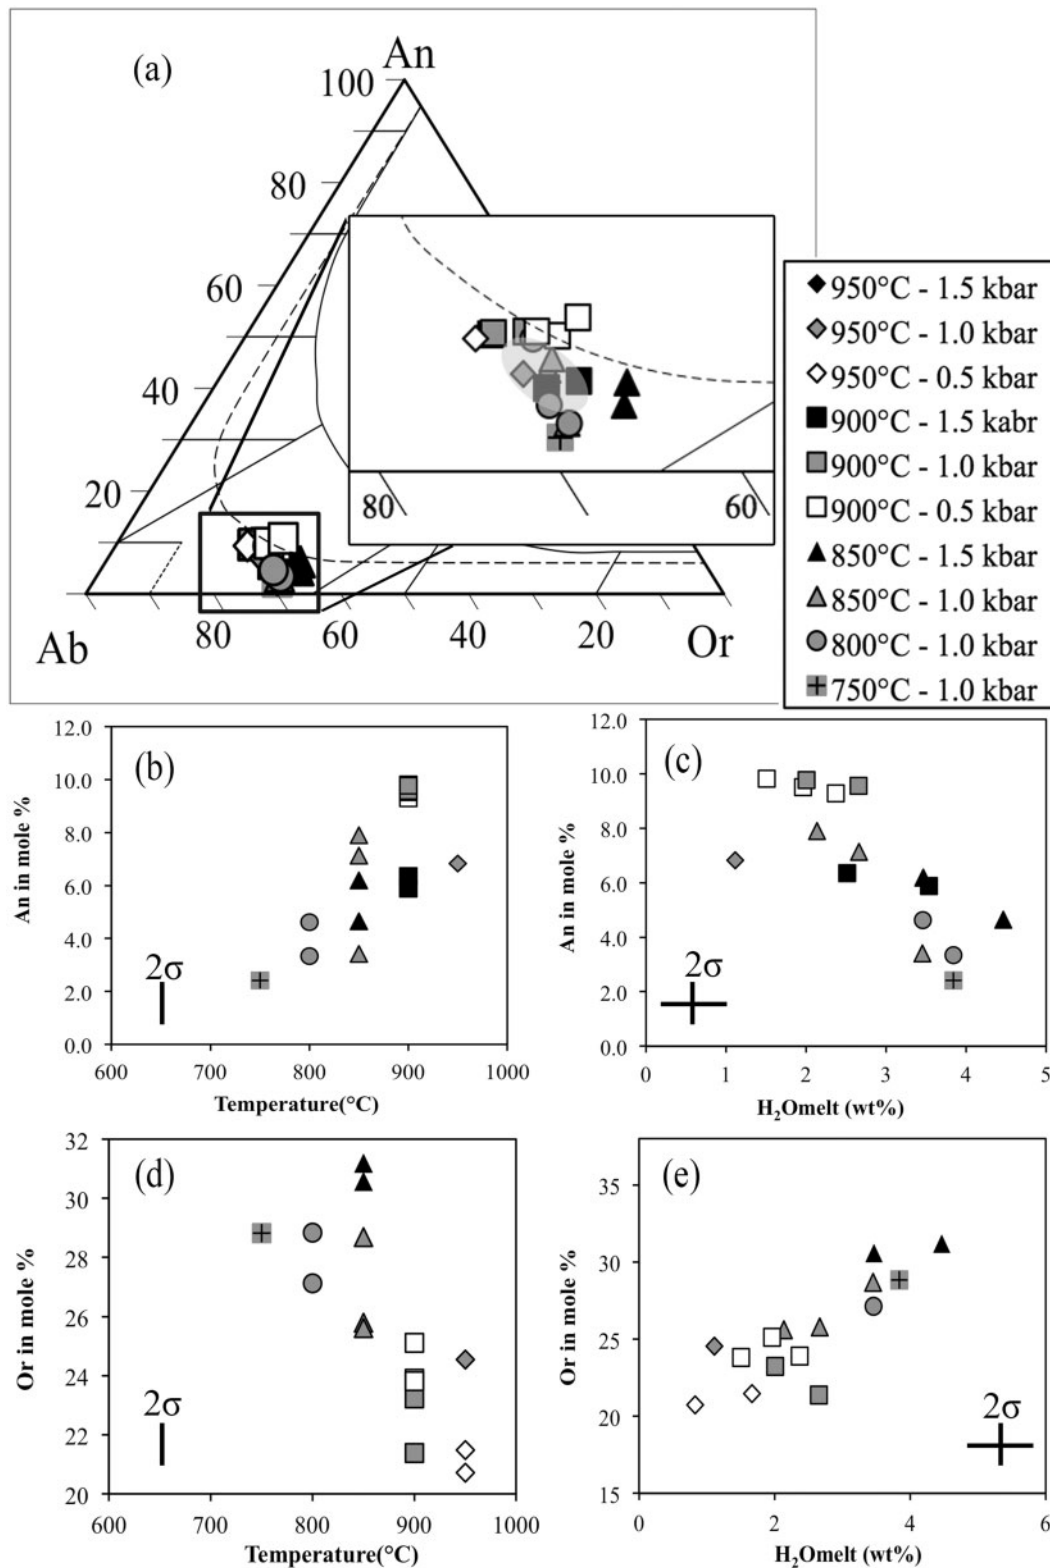 (a)
An
100
80
60
40
20
80
60
Ab
80
60
40
20
Or
950°C - 1.5 kbar
950°C - 1.0 kbar
950°C - 0.5 kbar
900°C - 1.5 kabr
900°C - 1.0 kbar
900°C - 0.5 kbar
850°C - 1.5 kbar
850°C - 1.0 kbar
800°C - 1.0 kbar
750°C - 1.0 kbar
(b)
An in mole %
12.0
10.0
8.0
6.0
4.0
2.0
0.0
2σ
600 700 800 900 1000
Temperature(°C)
(c)
An in mole %
12.0
10.0
8.0
6.0
4.0
2.0
0.0
2σ
0 1 2 3 4 5
H₂Omelt (wt%)
(d)
Or in mole %
32
30
28
26
24
22
20
2σ
600 700 800 900 1000
Temperature(°C)
(e)
Or in mole %
35
30
25
20
15
2σ
0 2 4 6
H₂Omelt (wt%)